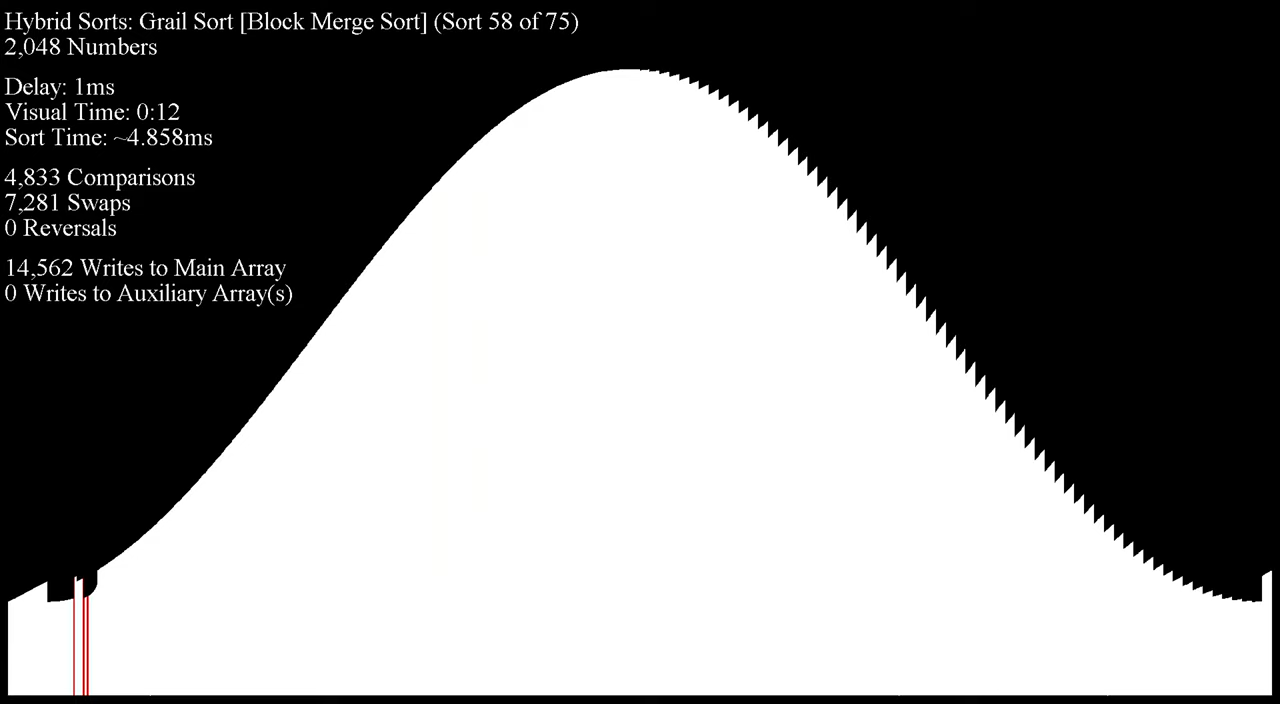 Hybrid Sorts: Grail Sort [Block Merge Sort] (Sort 58 of 75)
2,048 Numbers
Delay: 1ms
Visual Time: 0:12
Sort Time: ~4.858ms
4,833 Comparisons
7,281 Swaps
0 Reversals
14,562 Writes to Main Array
0 Writes to Auxiliary Array(s)